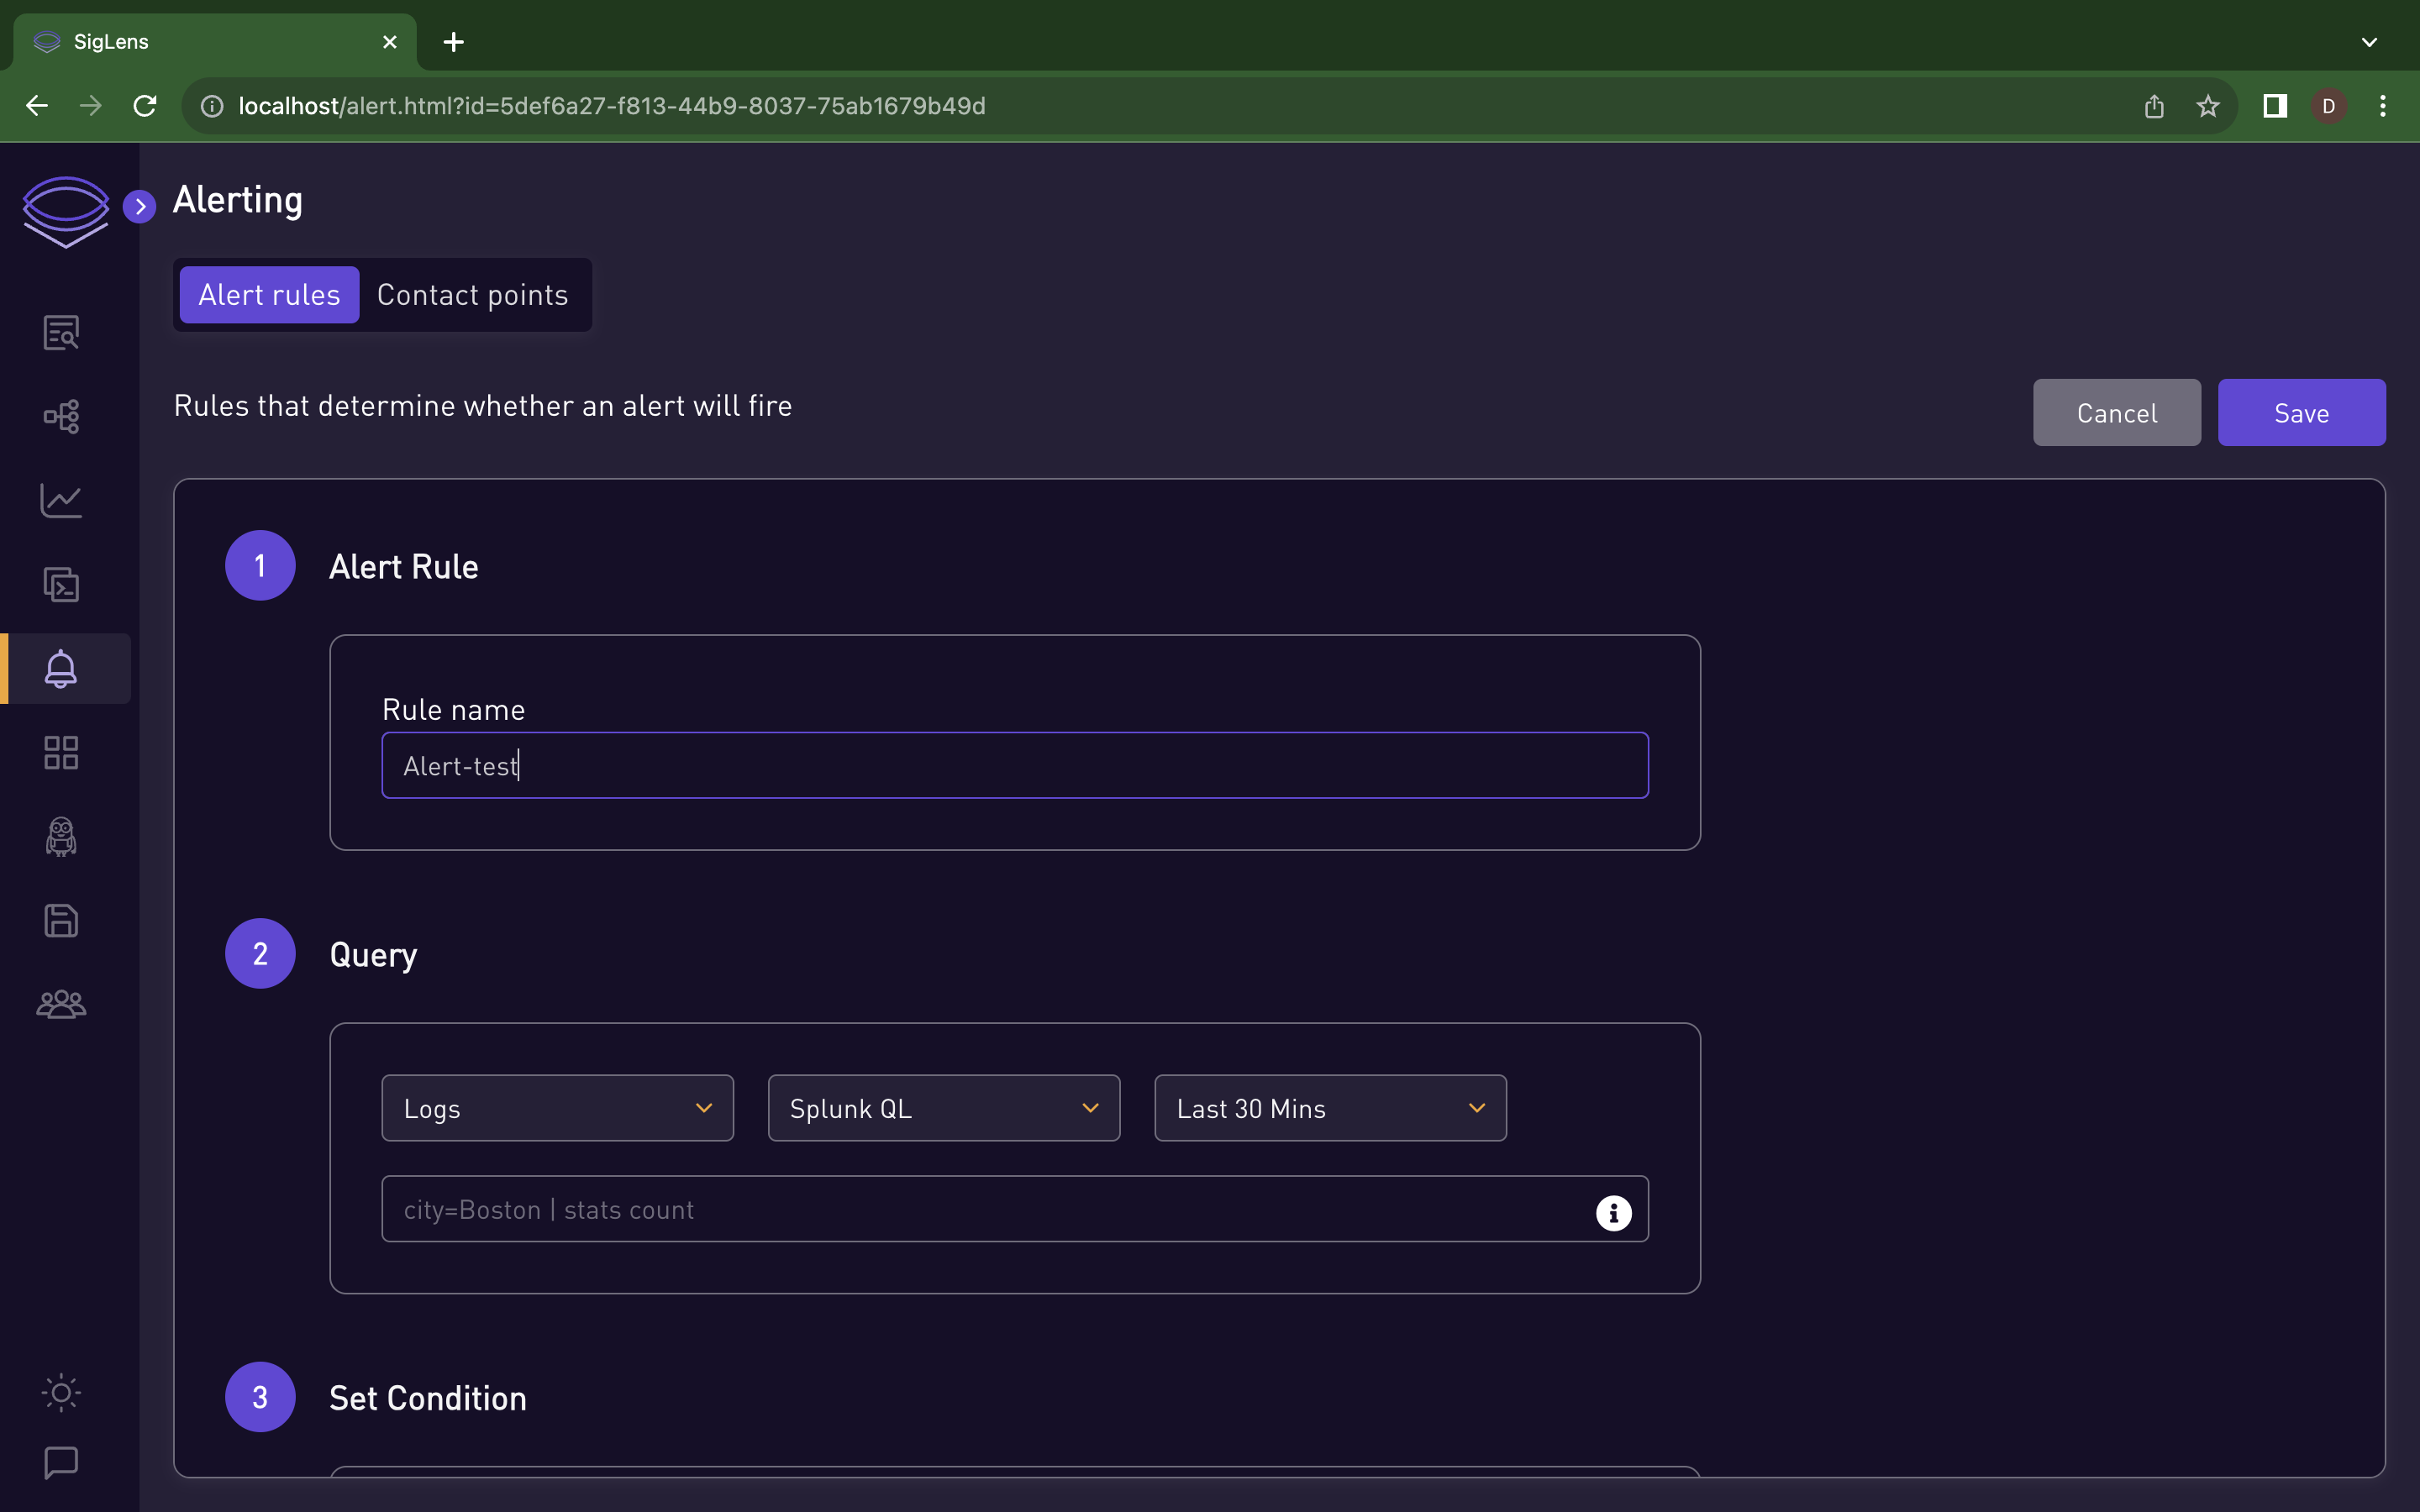 SigLens
localhost/alert.html?id=5def6a27-f813-44b9-8037-75ab1679b49d
D
Alerting
Alert rules Contact points
Rules that determine whether an alert will fire
Cancel Save
1 Alert Rule
Rule name
Alert-test
2 Query
Logs Splunk QL Last 30 Mins
city=Boston | stats count
3 Set Condition